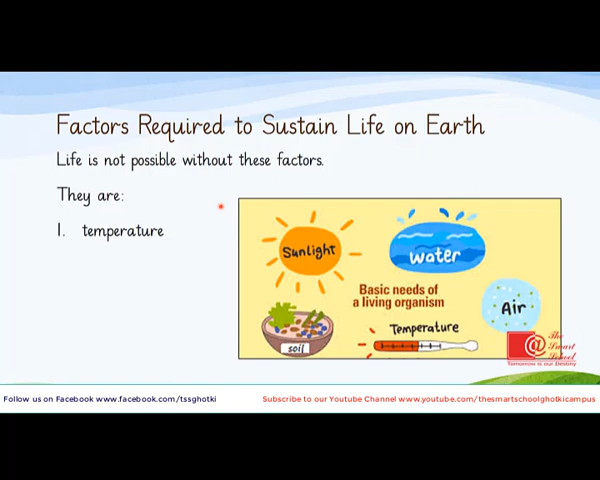 Factors Required to Sustain Life on Earth
Life is not possible without these factors.
They are:
1. temperature
Sunlight
water
Basic needs of
a living organism
Air
Temperature
soil
The
Smart
School
Tomorrow is our Destiny
Follow us on Facebook www.facebook.com/tssghotki
Subscribe to our Youtube Channel www.youtube.com/thesmartschoolghotkicampus